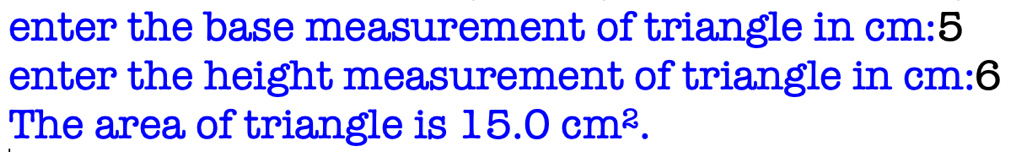 enter the base measurement of triangle in cm:5
enter the height measurement of triangle in cm:6
The area of triangle is 15.0 cm².